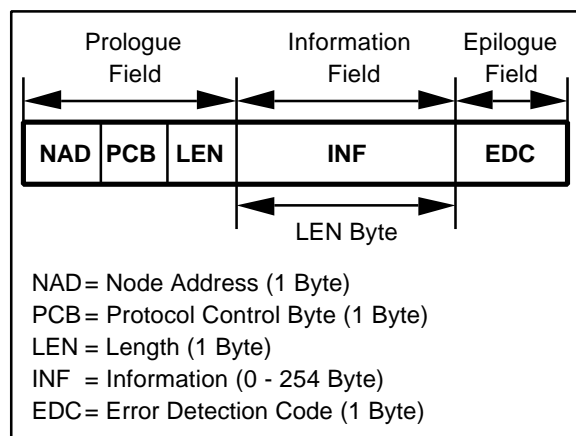 Prologue Field
Information Field
Epilogue Field
NAD PCB LEN INF EDC
LEN Byte
NAD= Node Address (1 Byte)
PCB= Protocol Control Byte (1 Byte)
LEN = Length (1 Byte)
INF = Information (0 - 254 Byte)
EDC= Error Detection Code (1 Byte)